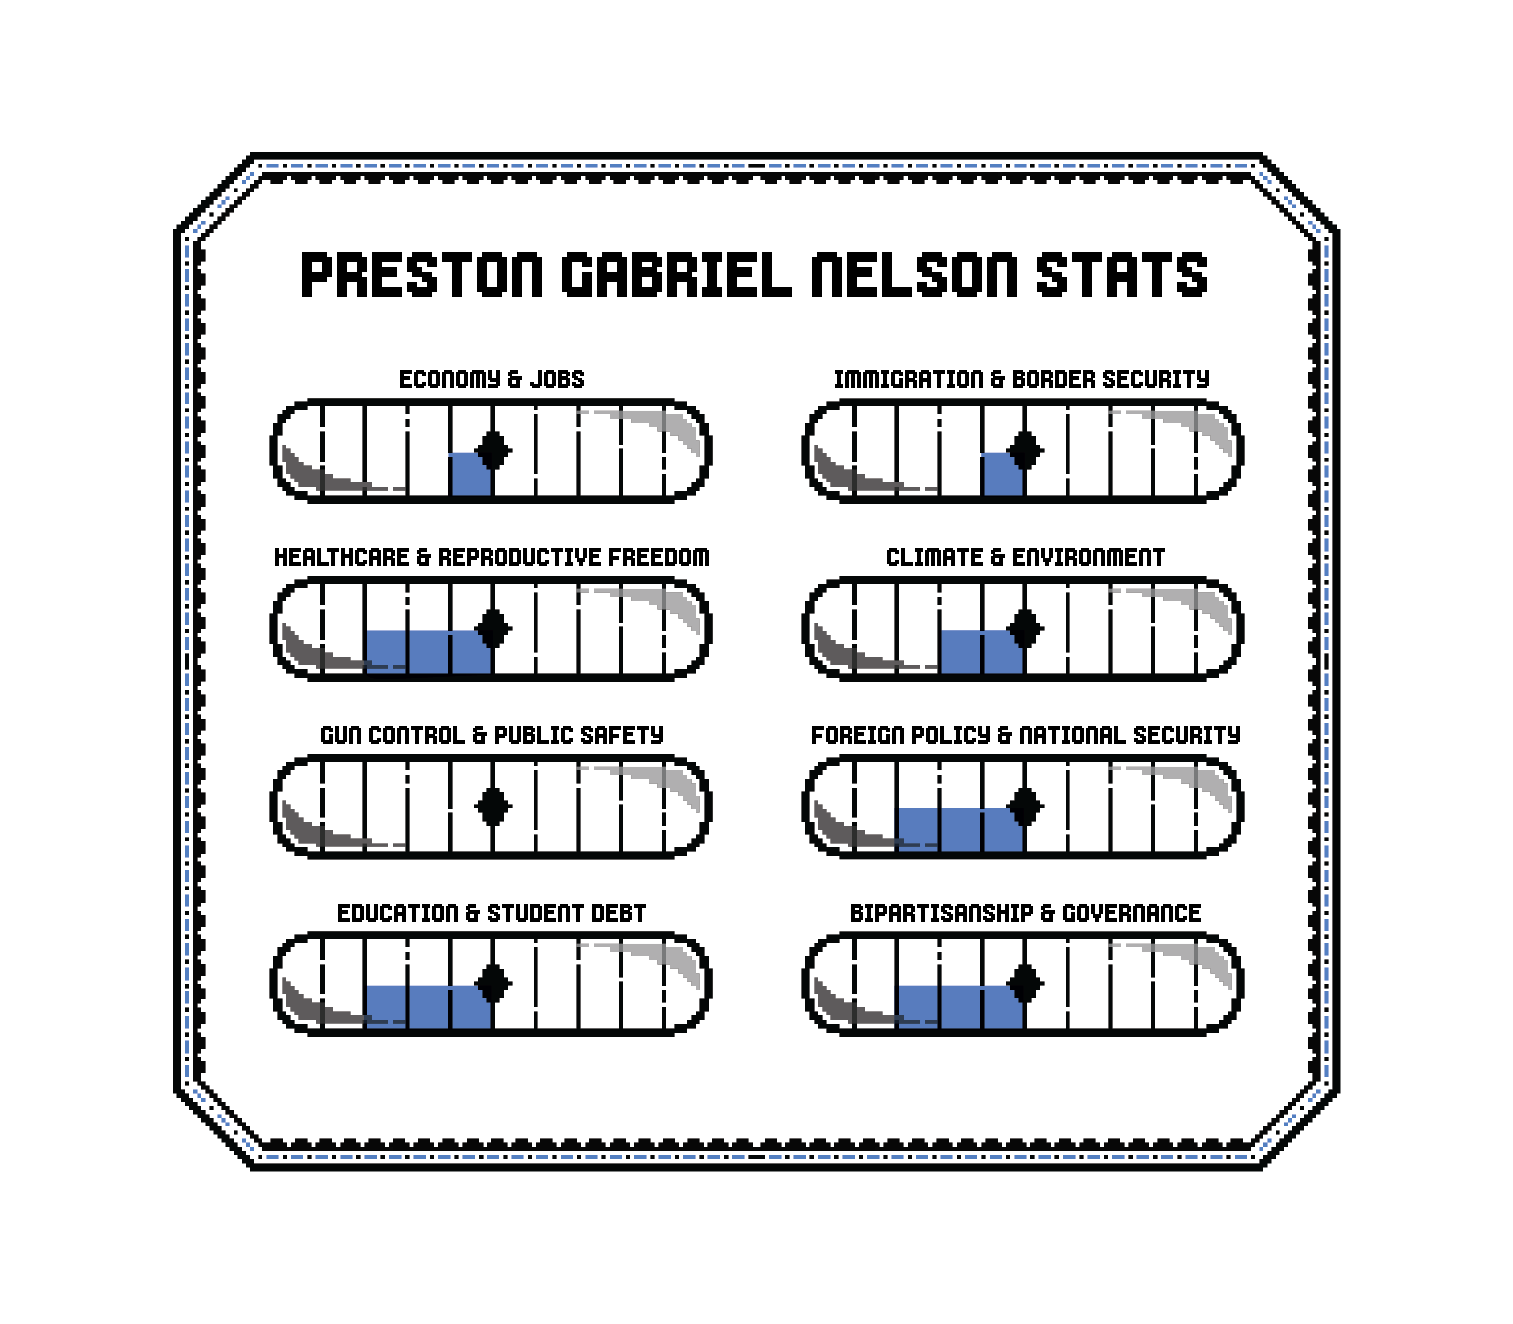 PRESTON GABRIEL NELSON STATS
ECONOMY & JOBS
IMMIGRATION & BORDER SECURITY
HEALTHCARE & REPRODUCTIVE FREEDOM
CLIMATE & ENVIRONMENT
GUN CONTROL & PUBLIC SAFETY
FOREIGN POLICY & NATIONAL SECURITY
EDUCATION & STUDENT DEBT
BIPARTISANSHIP & GOVERNANCE